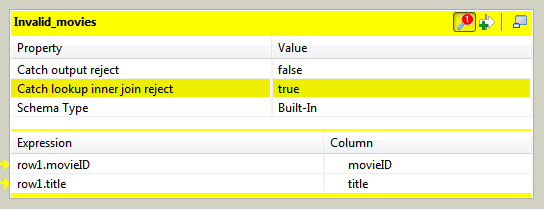 Invalid_movies 1
Property Value
Catch output reject false
Catch lookup inner join reject true
Schema Type Built-In
Expression Column
row1.movieID movieID
row1.title title